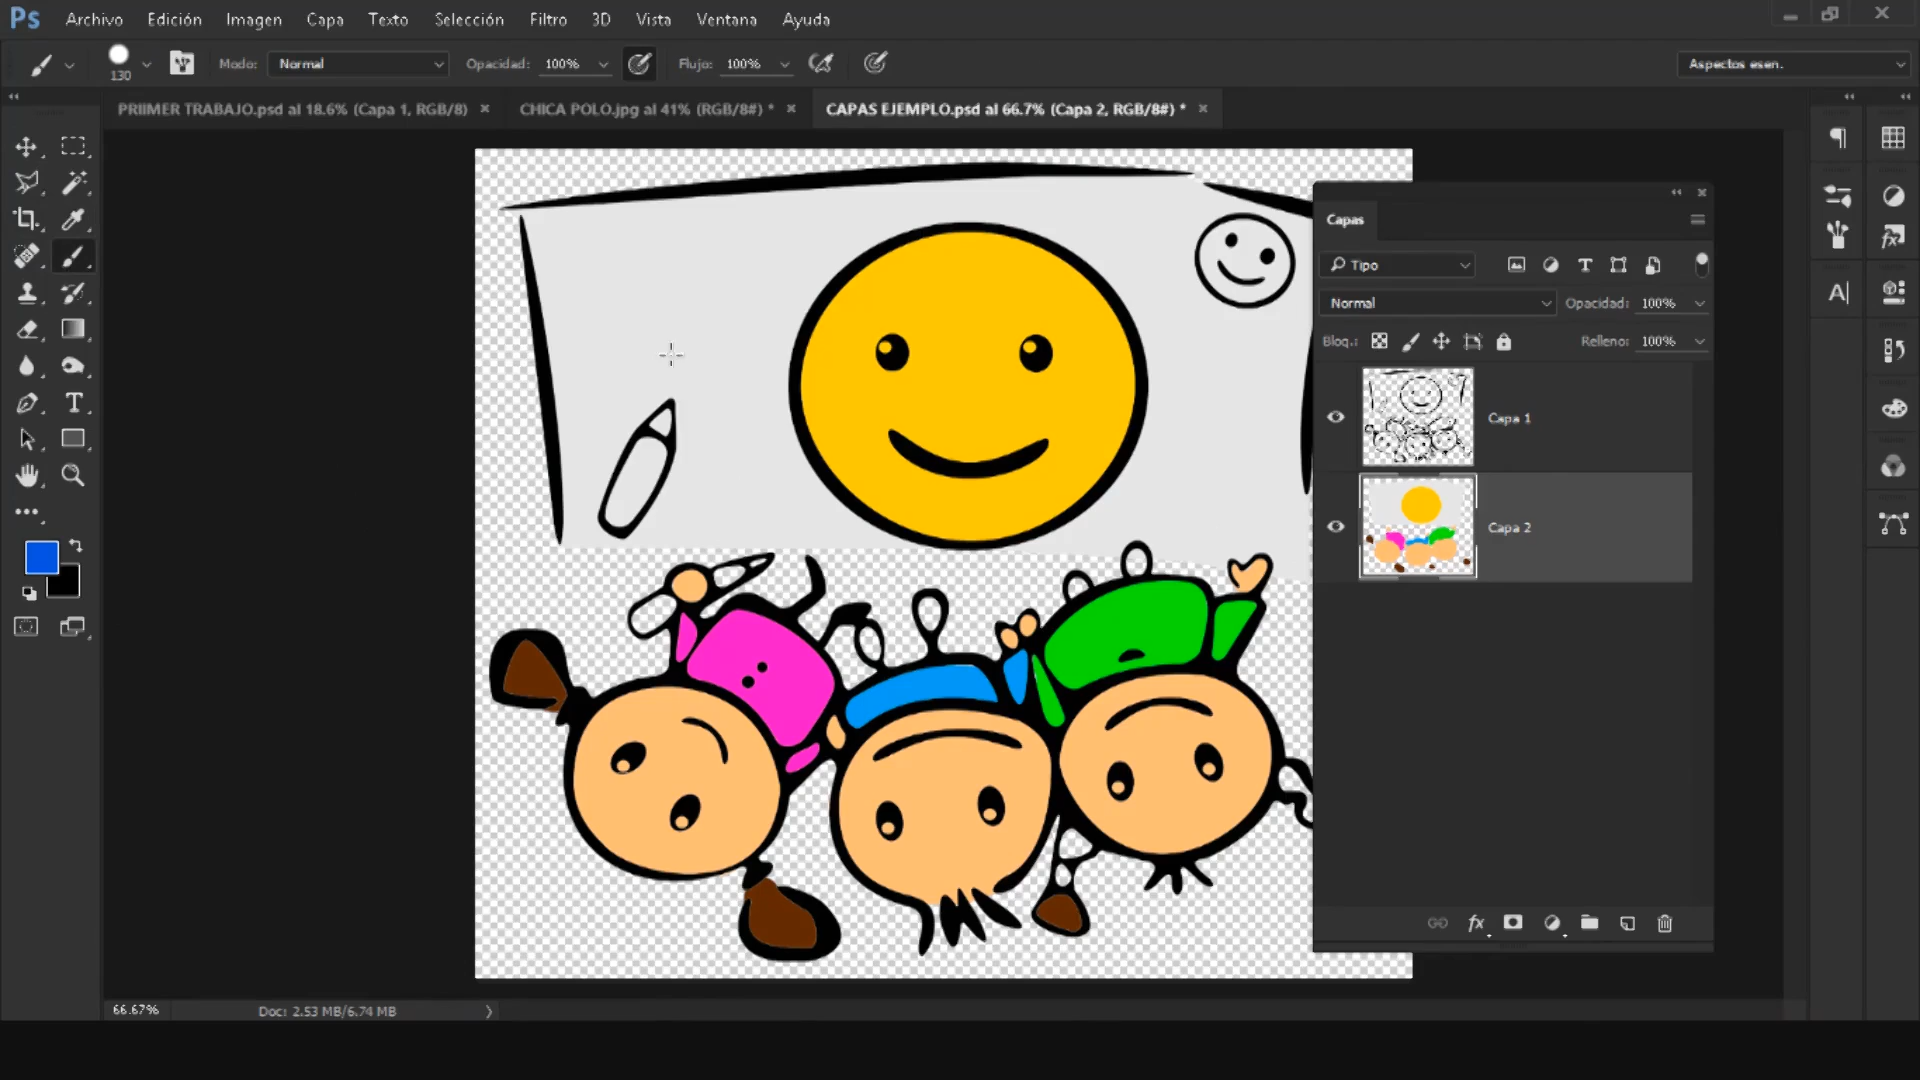 Ps Archivo Edición Imagen Capa Texto Selección Filtro 3D Vista Ventana Ayuda
130 Modo: Normal Opacidad: 100% Flujo: 100% Aspectos esen.
PRIIMER TRABAJO.psd al 18.6% (Capa 1, RGB/8) CHICA POLO.jpg al 41% (RGB/8#) * CAPAS EJEMPLO.psd al 66.7% (Capa 2, RGB/8#) *
Capas
Tipo
Normal Opacidad: 100%
Bloq.: Relleno: 100%
Capa 1
Capa 2
66.67% Doc: 2.53 MB/6.74 MB